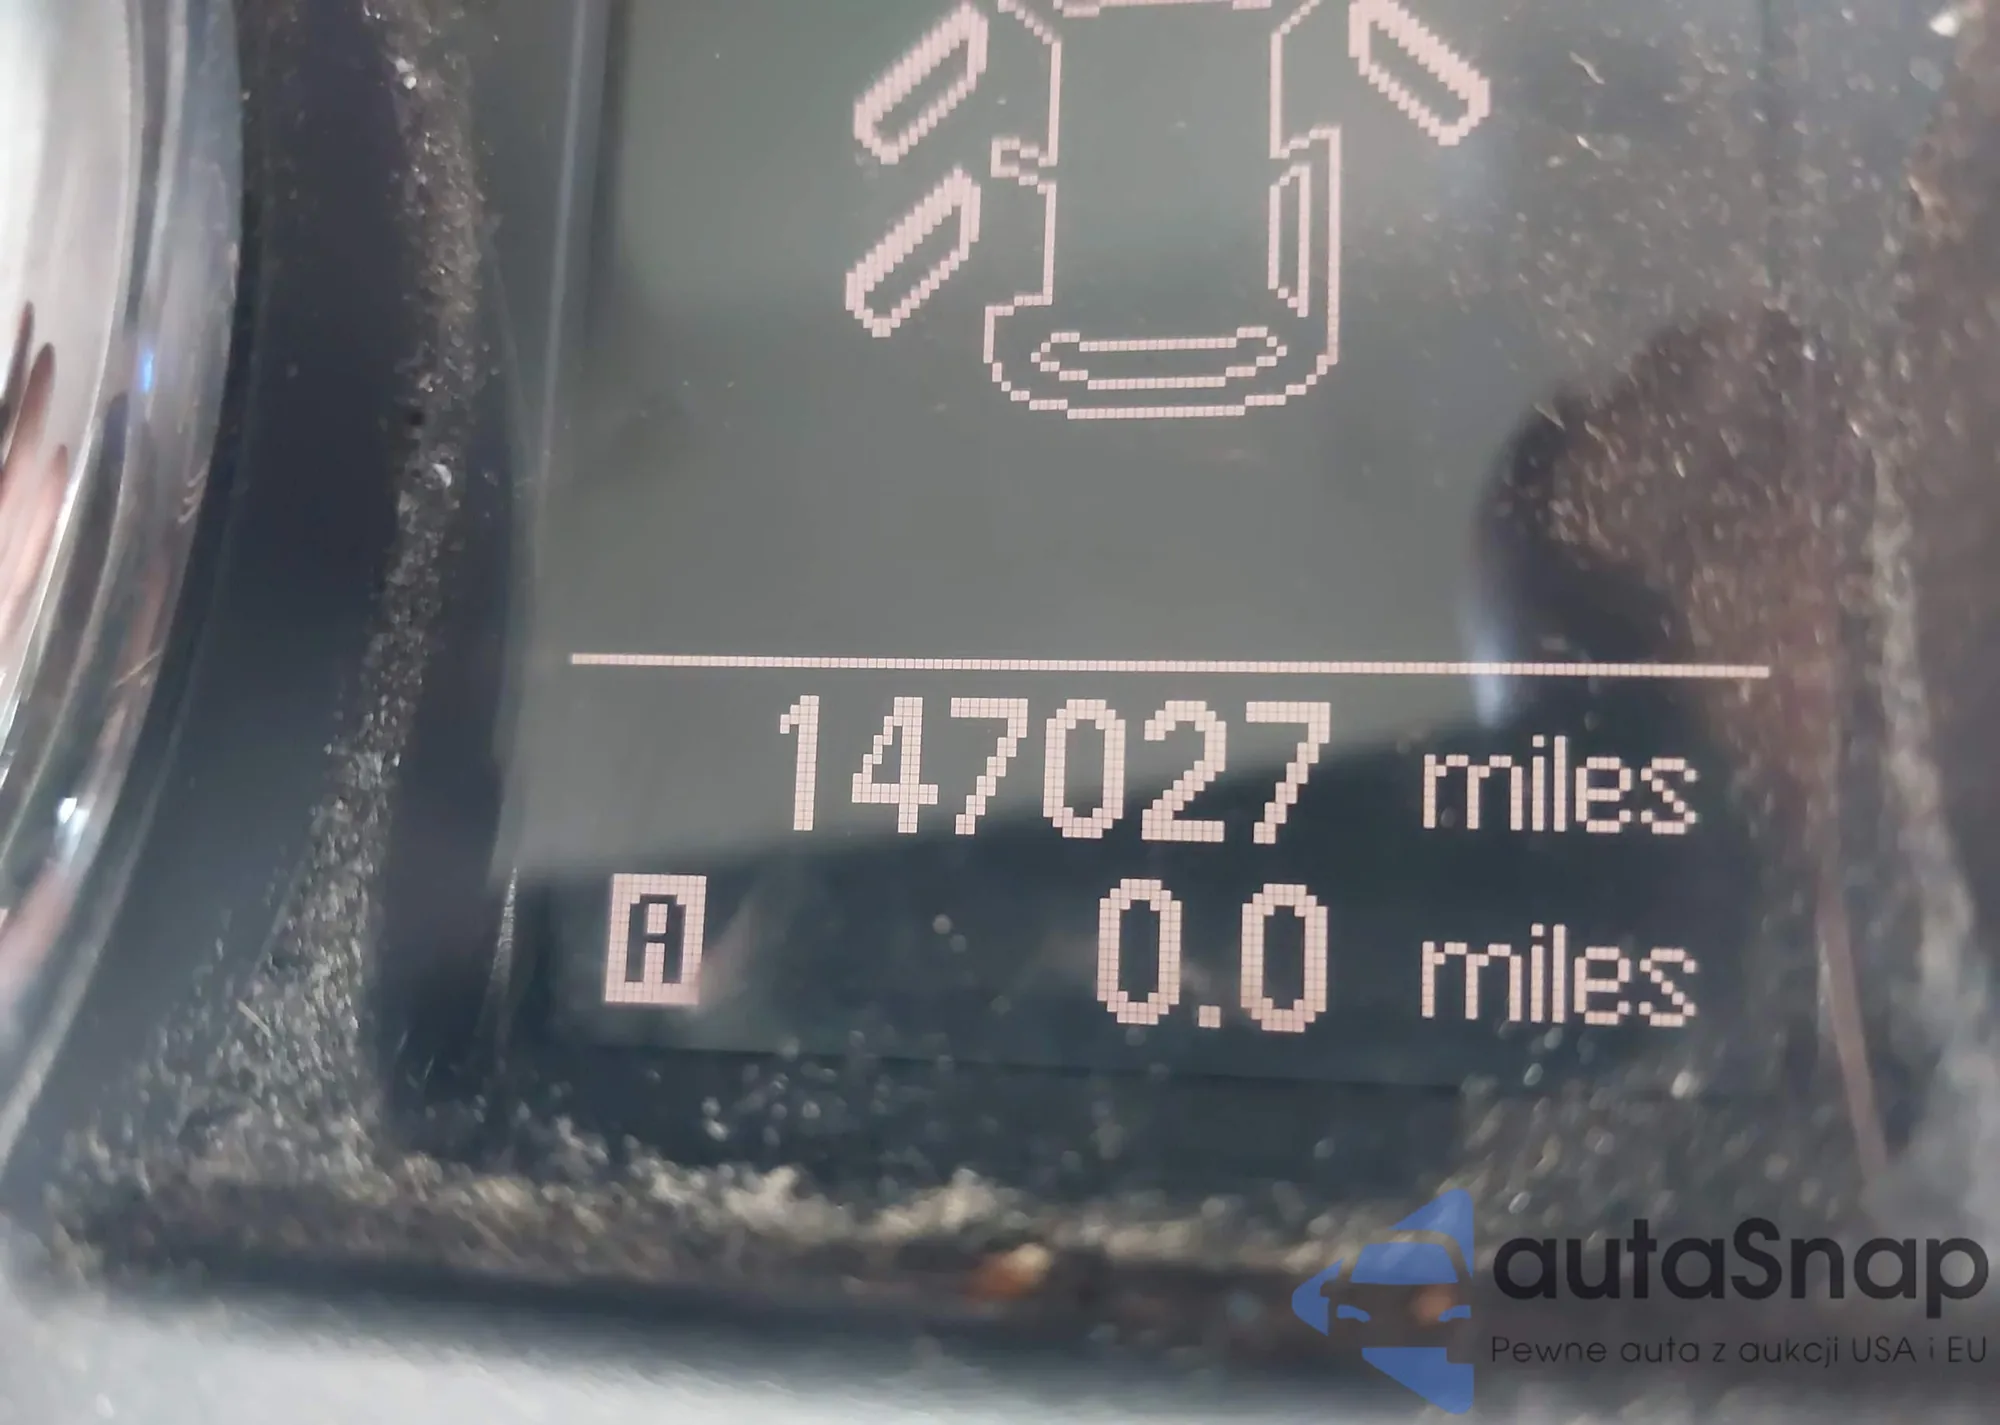 147027 miles
A 0.0 miles
autaSnap
Pewne auta z aukcji USA i EU